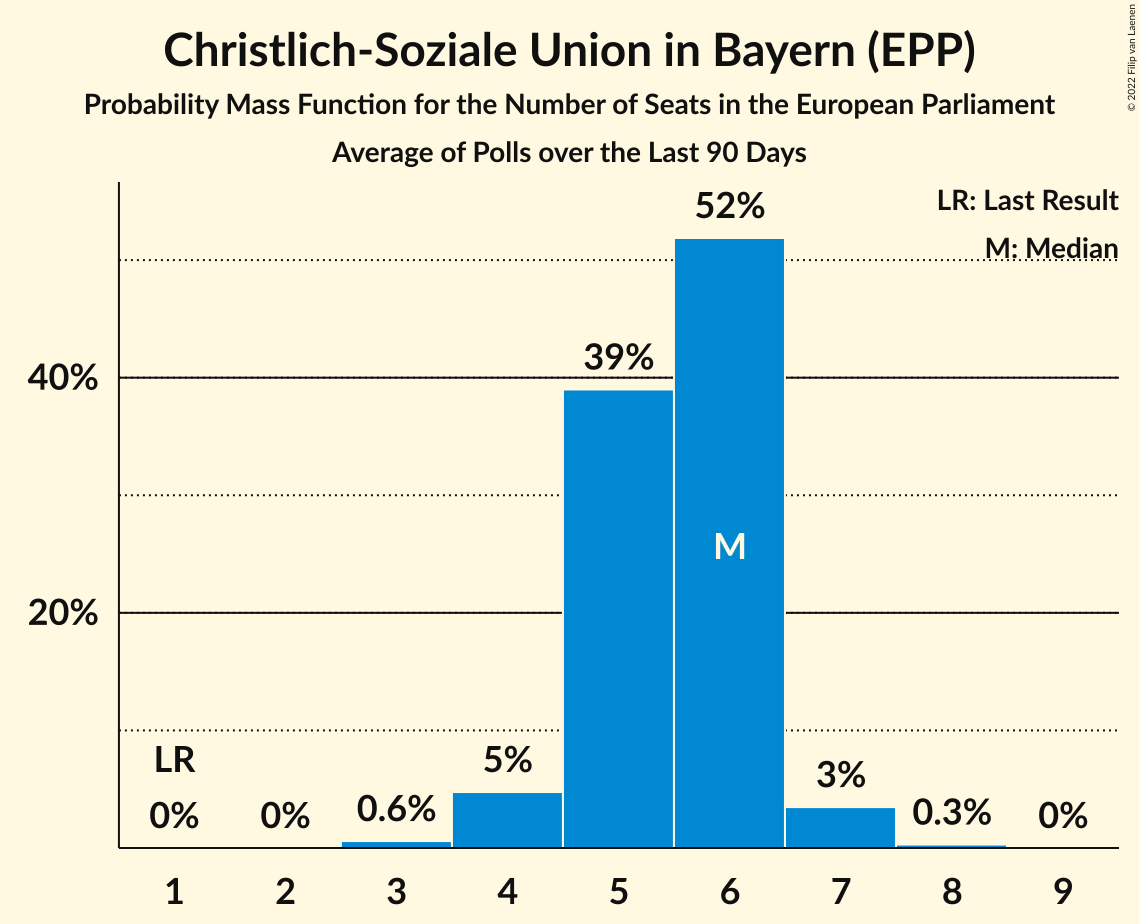 Christlich-Soziale Union in Bayern (EPP)
Probability Mass Function for the Number of Seats in the European Parliament
Average of Polls over the Last 90 Days
© 2022 Filip van Laenen
LR: Last Result
M: Median
52%
39%
40%
M
20%
LR
5%
3%
0%
0%
0.6%
0.3%
0%
1 2 3 4 5 6 7 8 9